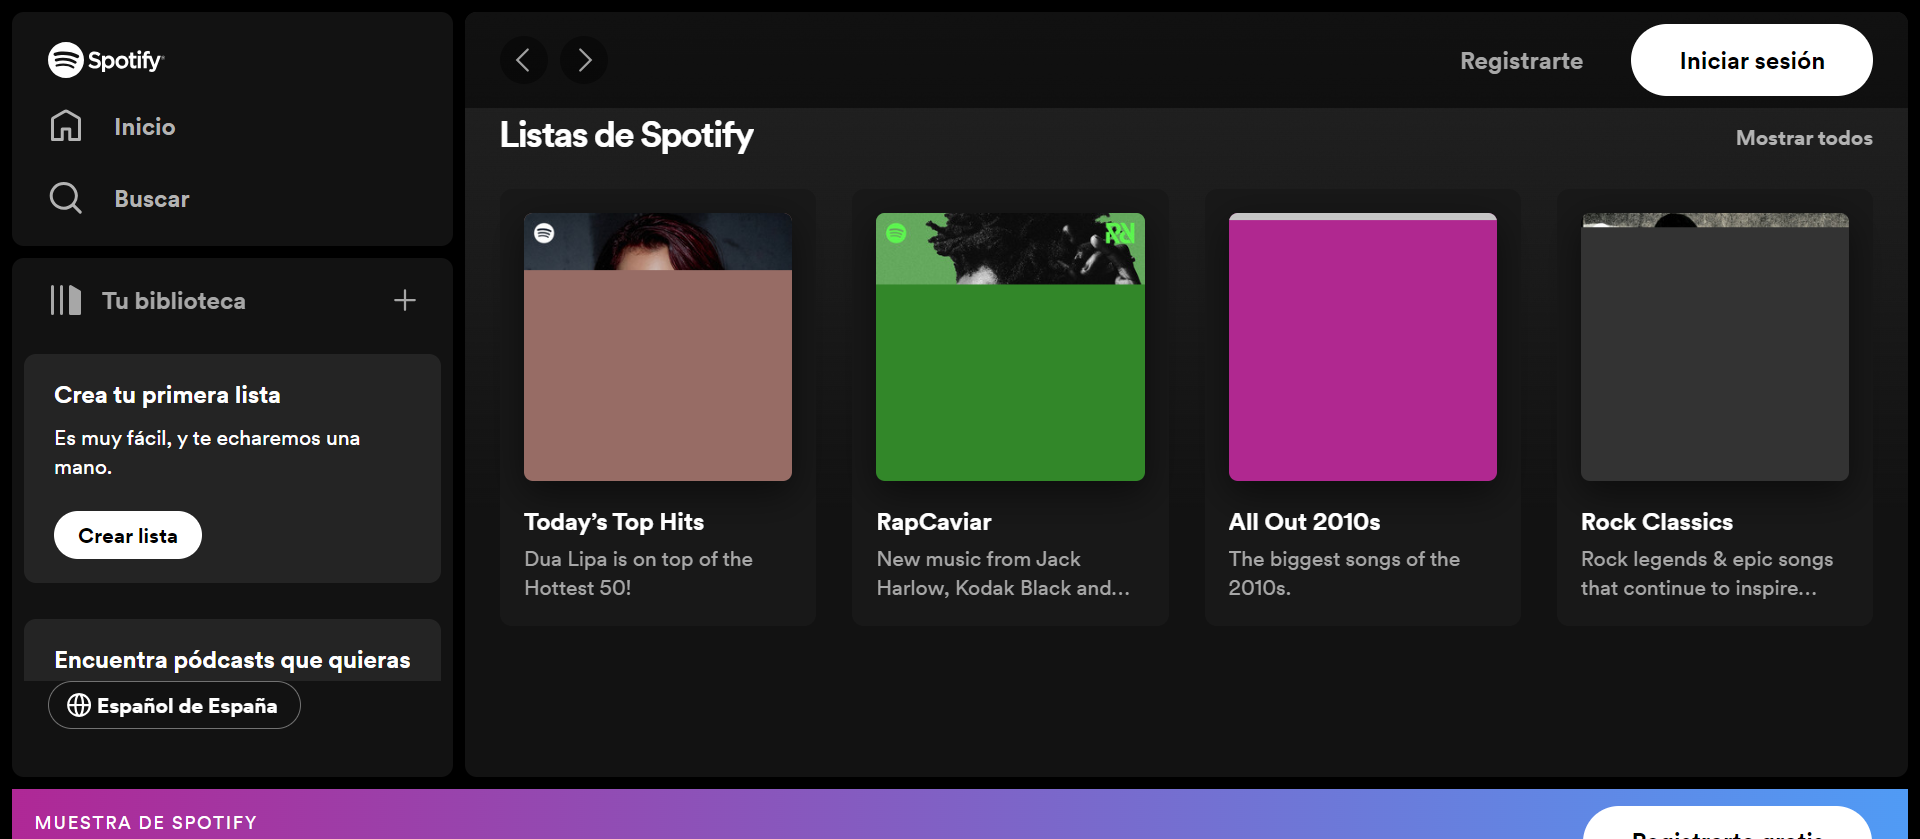 Spotify
Inicio
Buscar
Tu biblioteca
Crea tu primera lista
Es muy fácil, y te echaremos una
mano.
Crear lista
Encuentra pódcasts que quieras
Español de España
Registrarte
Iniciar sesión
Listas de Spotify
Mostrar todos
Today’s Top Hits
Dua Lipa is on top of the
Hottest 50!
RapCaviar
New music from Jack
Harlow, Kodak Black and…
All Out 2010s
The biggest songs of the
2010s.
Rock Classics
Rock legends & epic songs
that continue to inspire…
MUESTRA DE SPOTIFY
Registrarte gratis